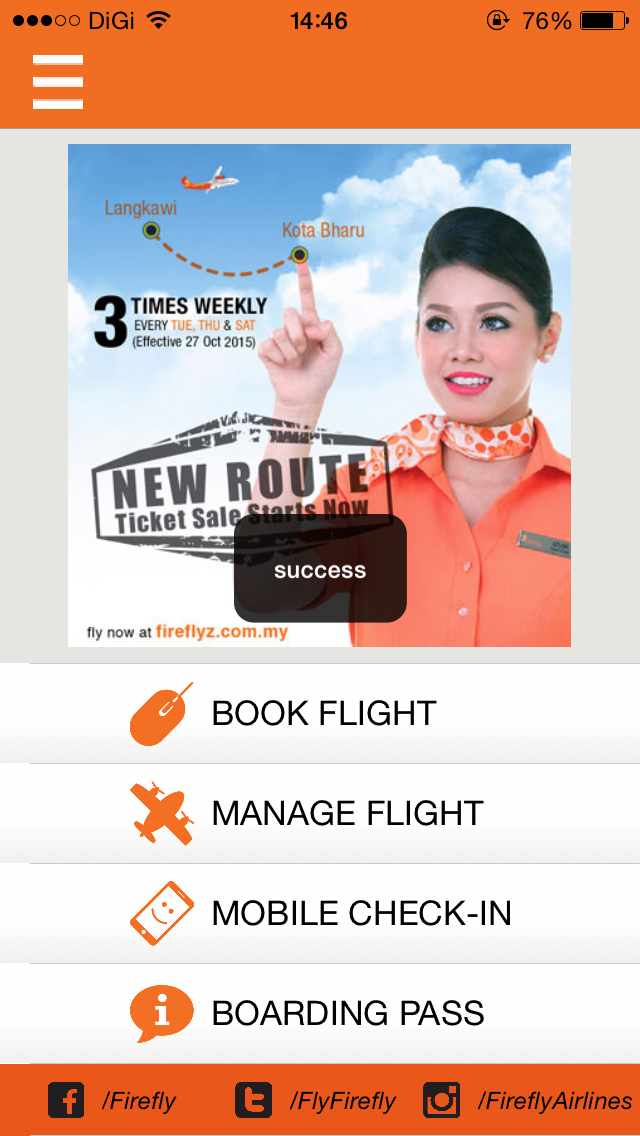 DiGi 14:46 76%
Langkawi
Kota Bharu
3 TIMES WEEKLY
EVERY TUE, THU & SAT
(Effective 27 Oct 2015)
NEW ROUTE
Ticket Sale Starts Now
success
fly now at fireflyz.com.my
BOOK FLIGHT
MANAGE FLIGHT
MOBILE CHECK-IN
BOARDING PASS
/Firefly /FlyFirefly /FireflyAirlines